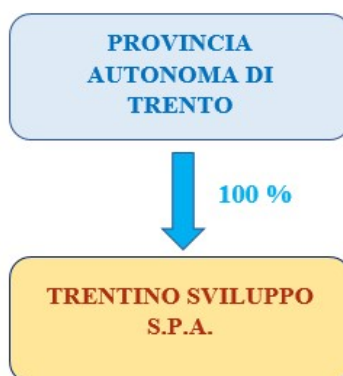 PROVINCIA
AUTONOMA DI
TRENTO
100 %
TRENTINO SVILUPPO
S.P.A.